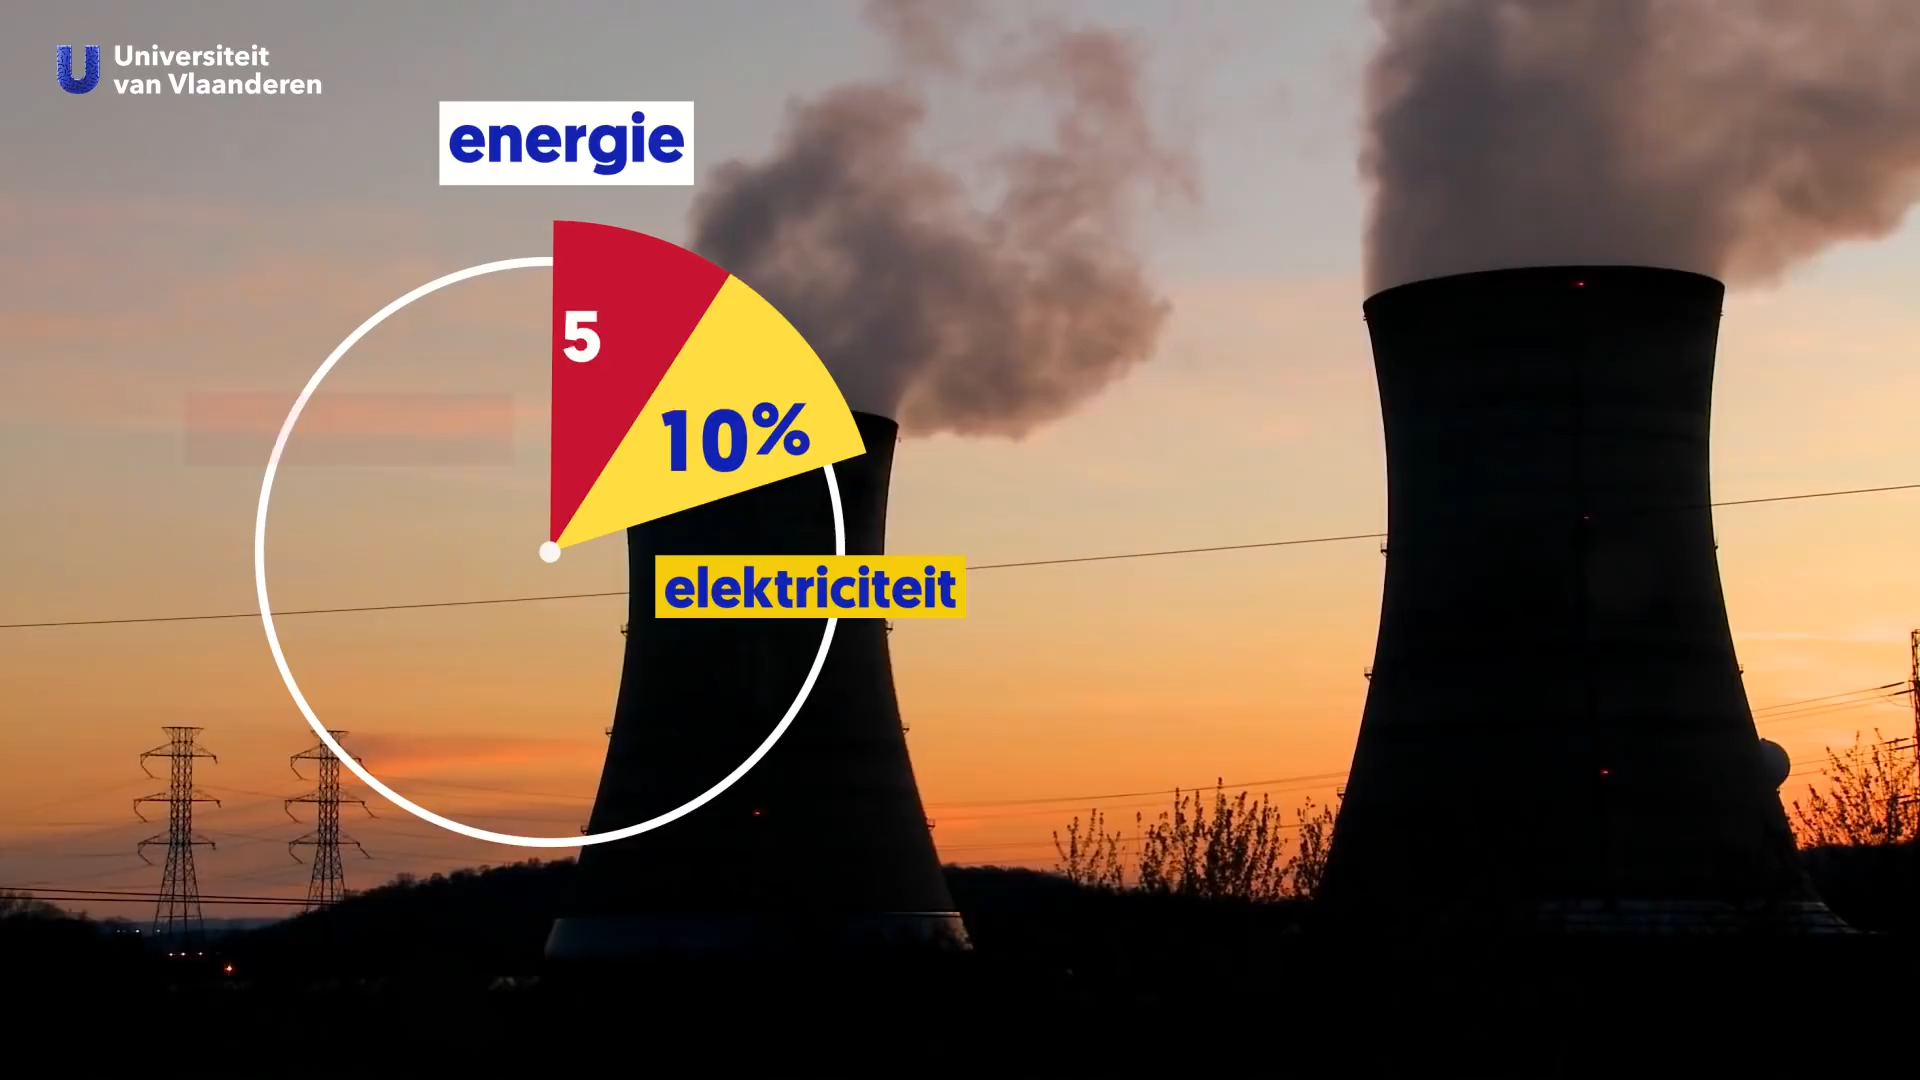 Universiteit
van Vlaanderen
energie
5
10%
elektriciteit